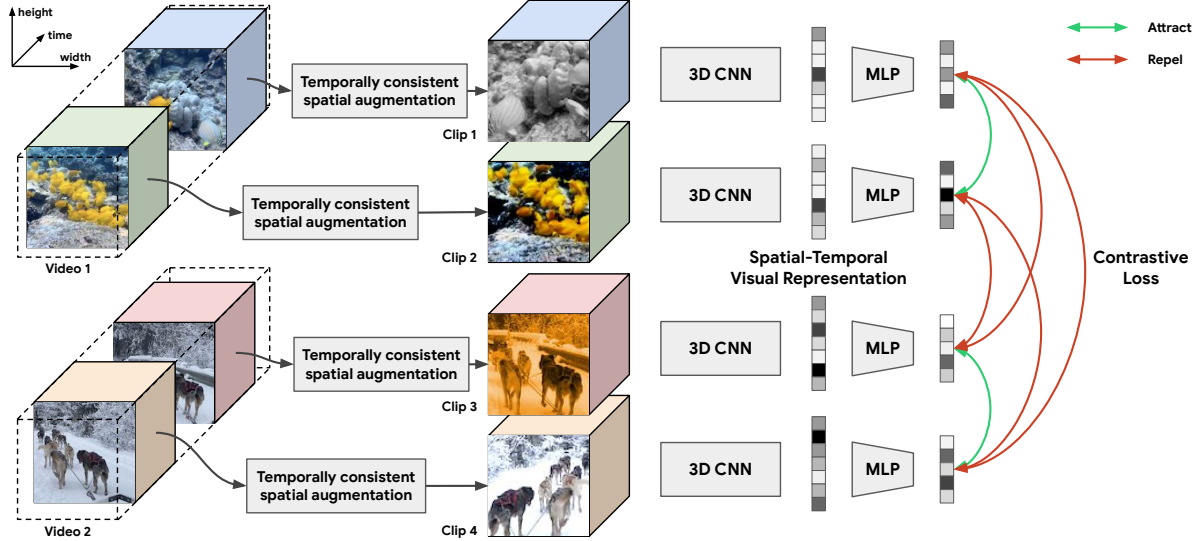 height
time
width
Temporally consistent
spatial augmentation
Clip 1
Temporally consistent
spatial augmentation
Clip 2
Video 1
Temporally consistent
spatial augmentation
Clip 3
Temporally consistent
spatial augmentation
Clip 4
Video 2
3D CNN
MLP
3D CNN
MLP
Spatial-Temporal
Visual Representation
3D CNN
MLP
3D CNN
MLP
Attract
Repel
Contrastive
Loss